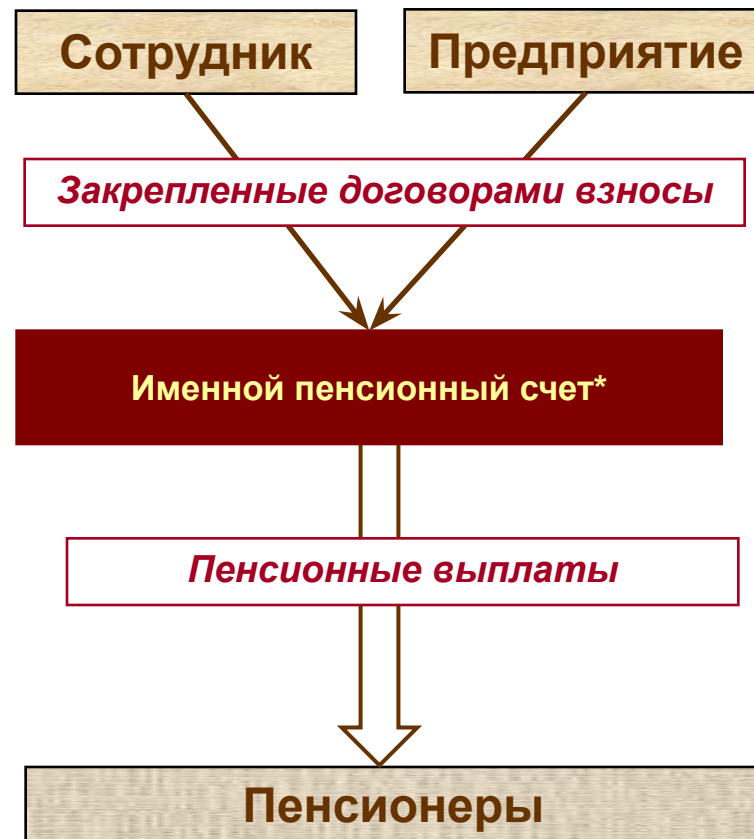 Сотрудник
Предприятие
Закрепленные договорами взносы
Именной пенсионный счет*
Пенсионные выплаты
Пенсионеры